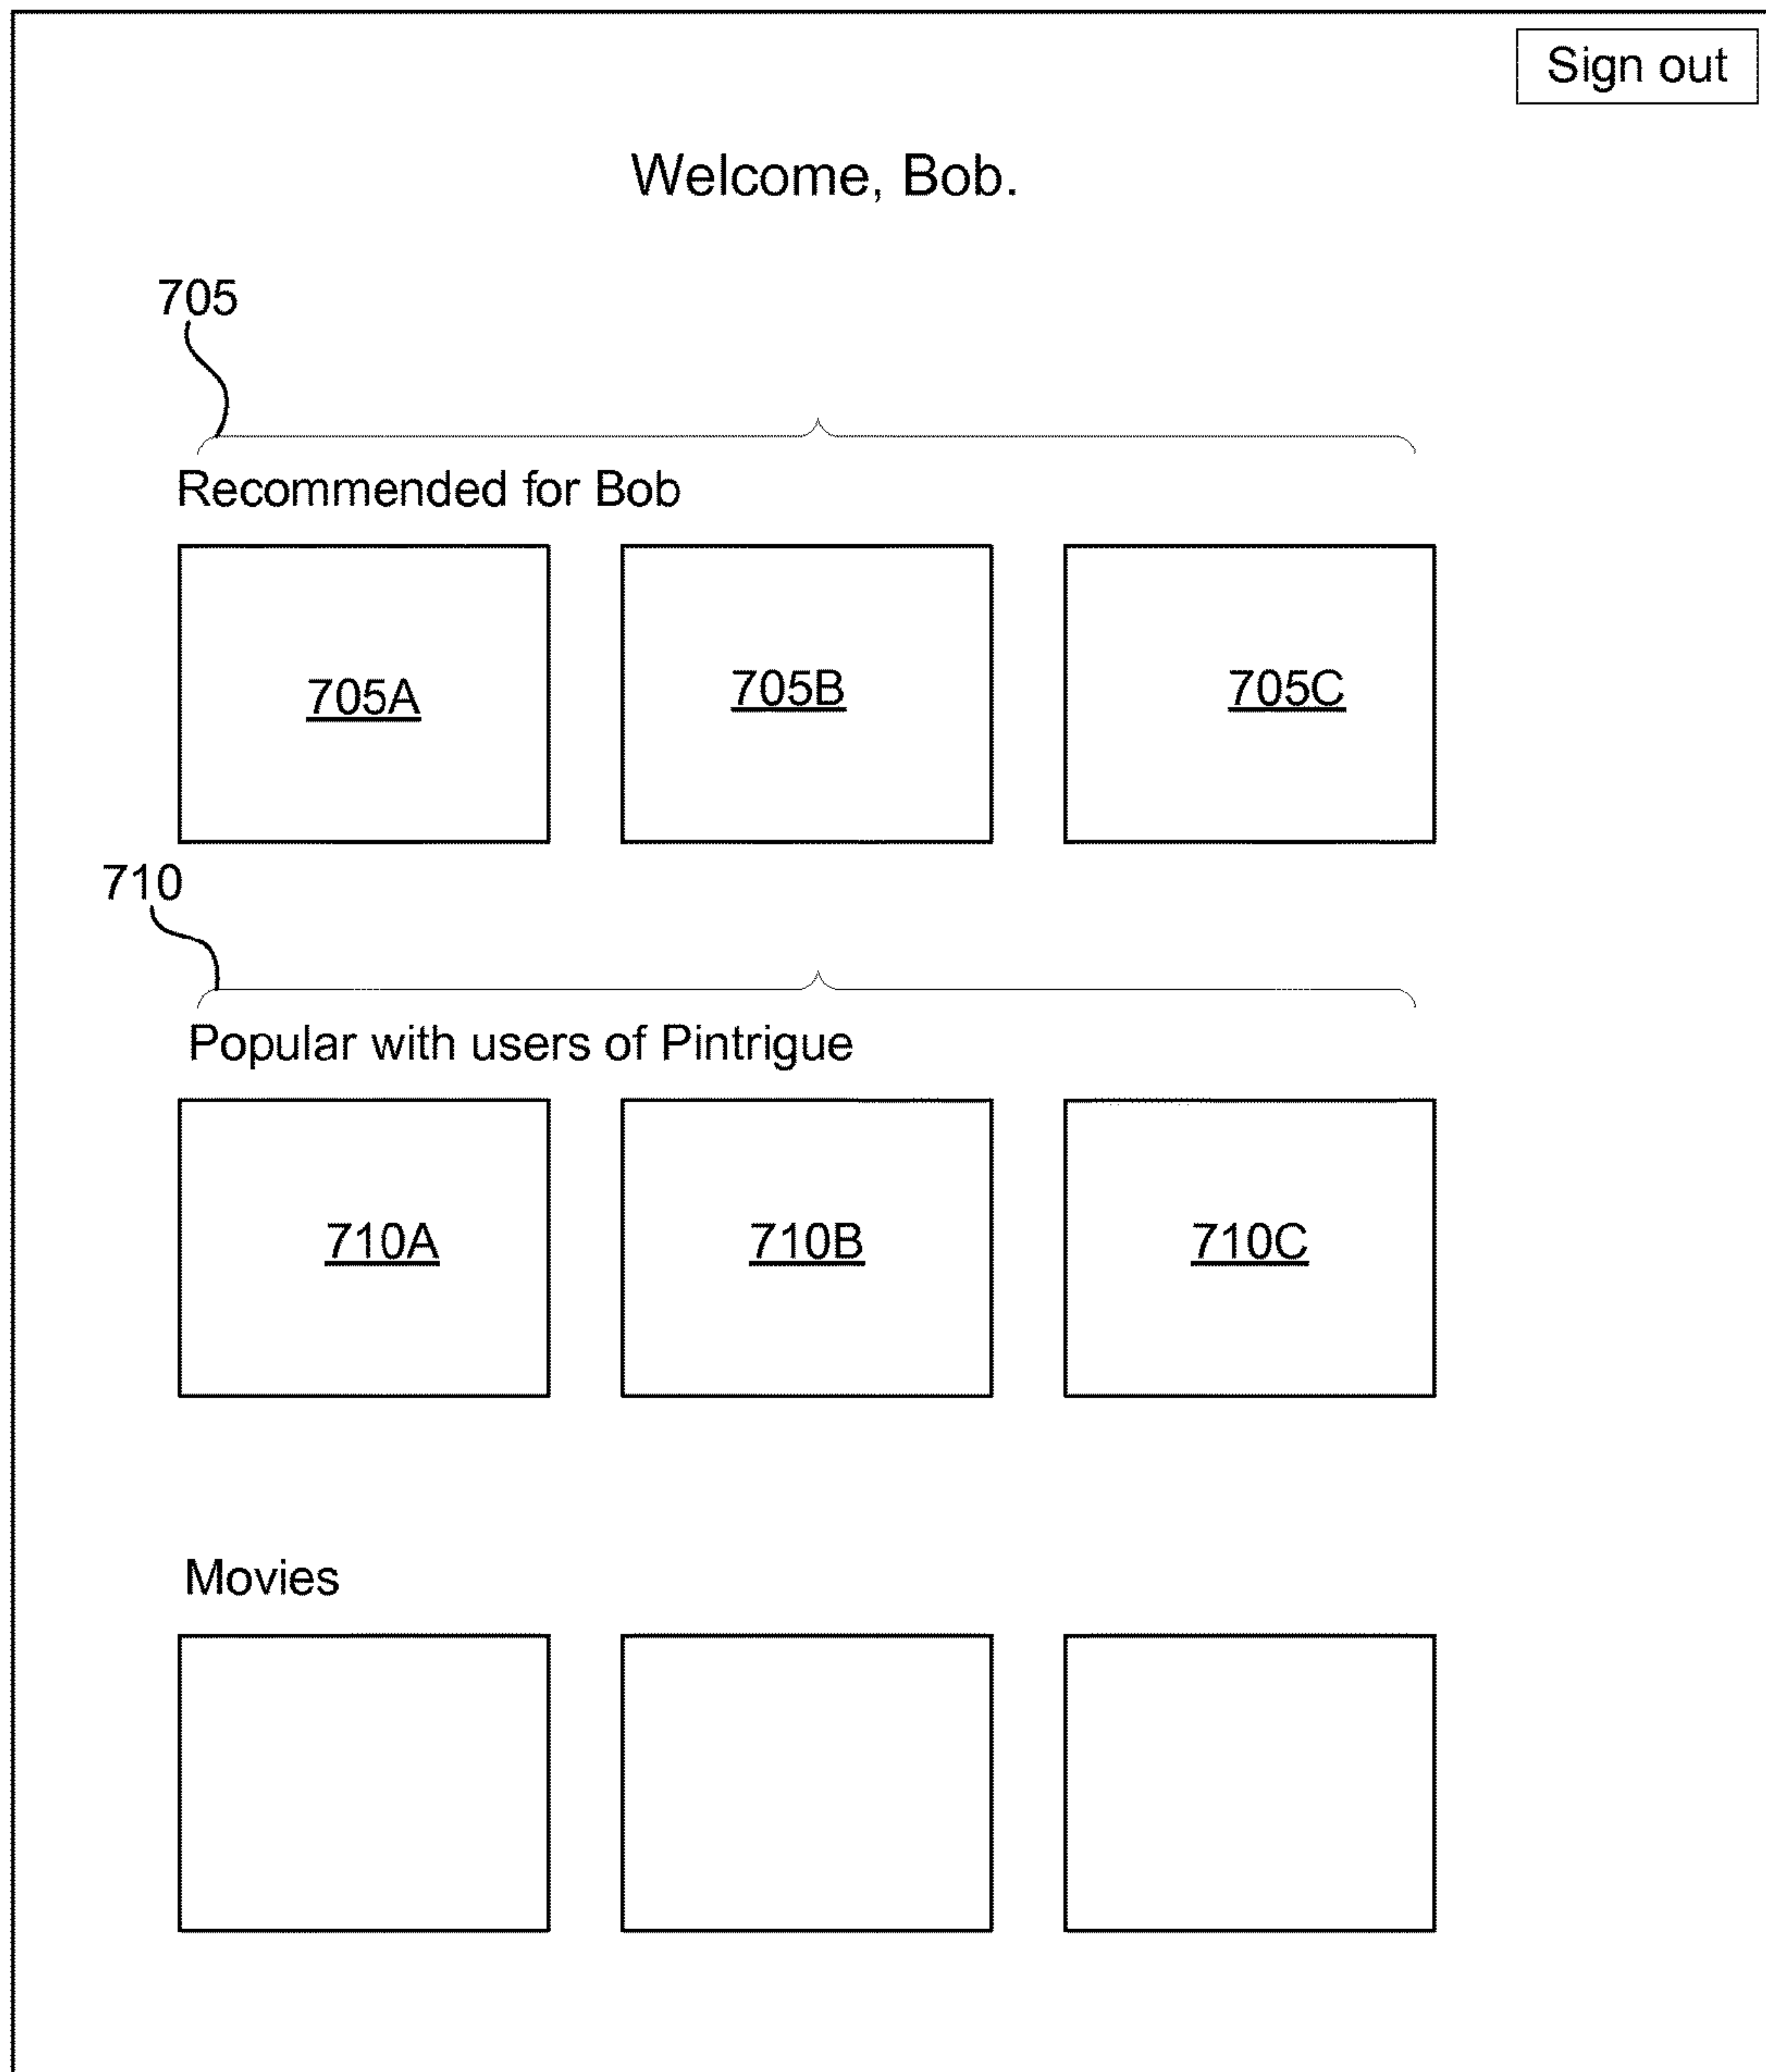 Sign out
Welcome, Bob.
705
Recommended for Bob
705A 705B 705C
710
Popular with users of Pintrigue
710A 710B 710C
Movies